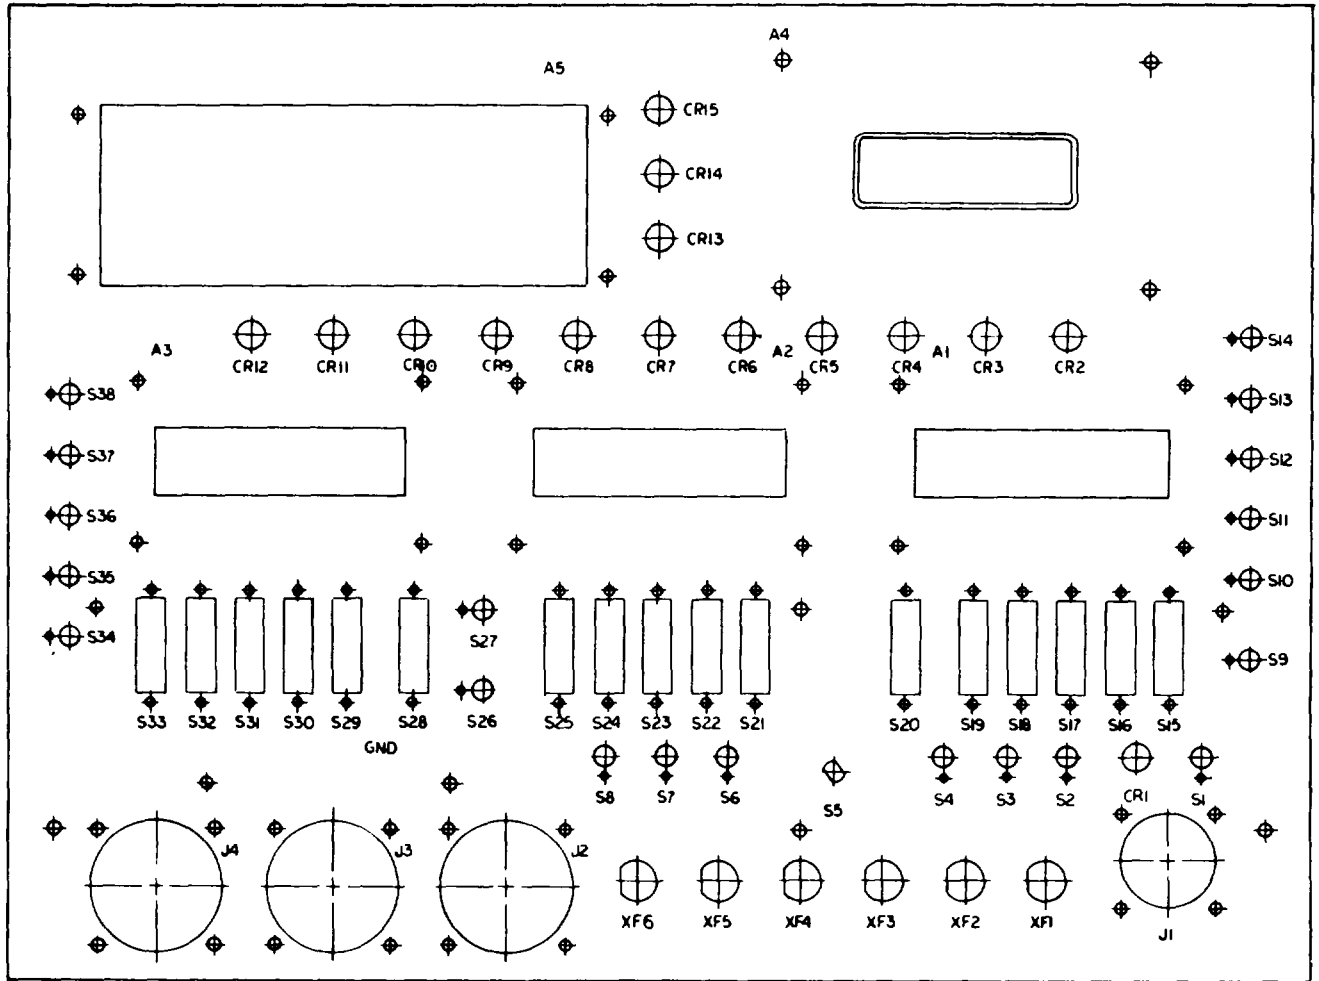 A4
A5
CR15
CR14
CR13
S14
A3
A2
A1
CR12 CR11 CR10 CR9 CR8 CR7 CR6 CR5 CR4 CR3 CR2
S38
S13
S37
S12
S36
S11
S35
S10
S34
S27
S9
S33 S32 S31 S30 S29 S28 S26 S25 S24 S23 S22 S21 S20 S19 S18 S17 S16 S15
GND
S8 S7 S6 S5 S4 S3 S2 CR1 S1
J4 J3 J2
XF6 XF5 XF4 XF3 XF2 XF1
J1